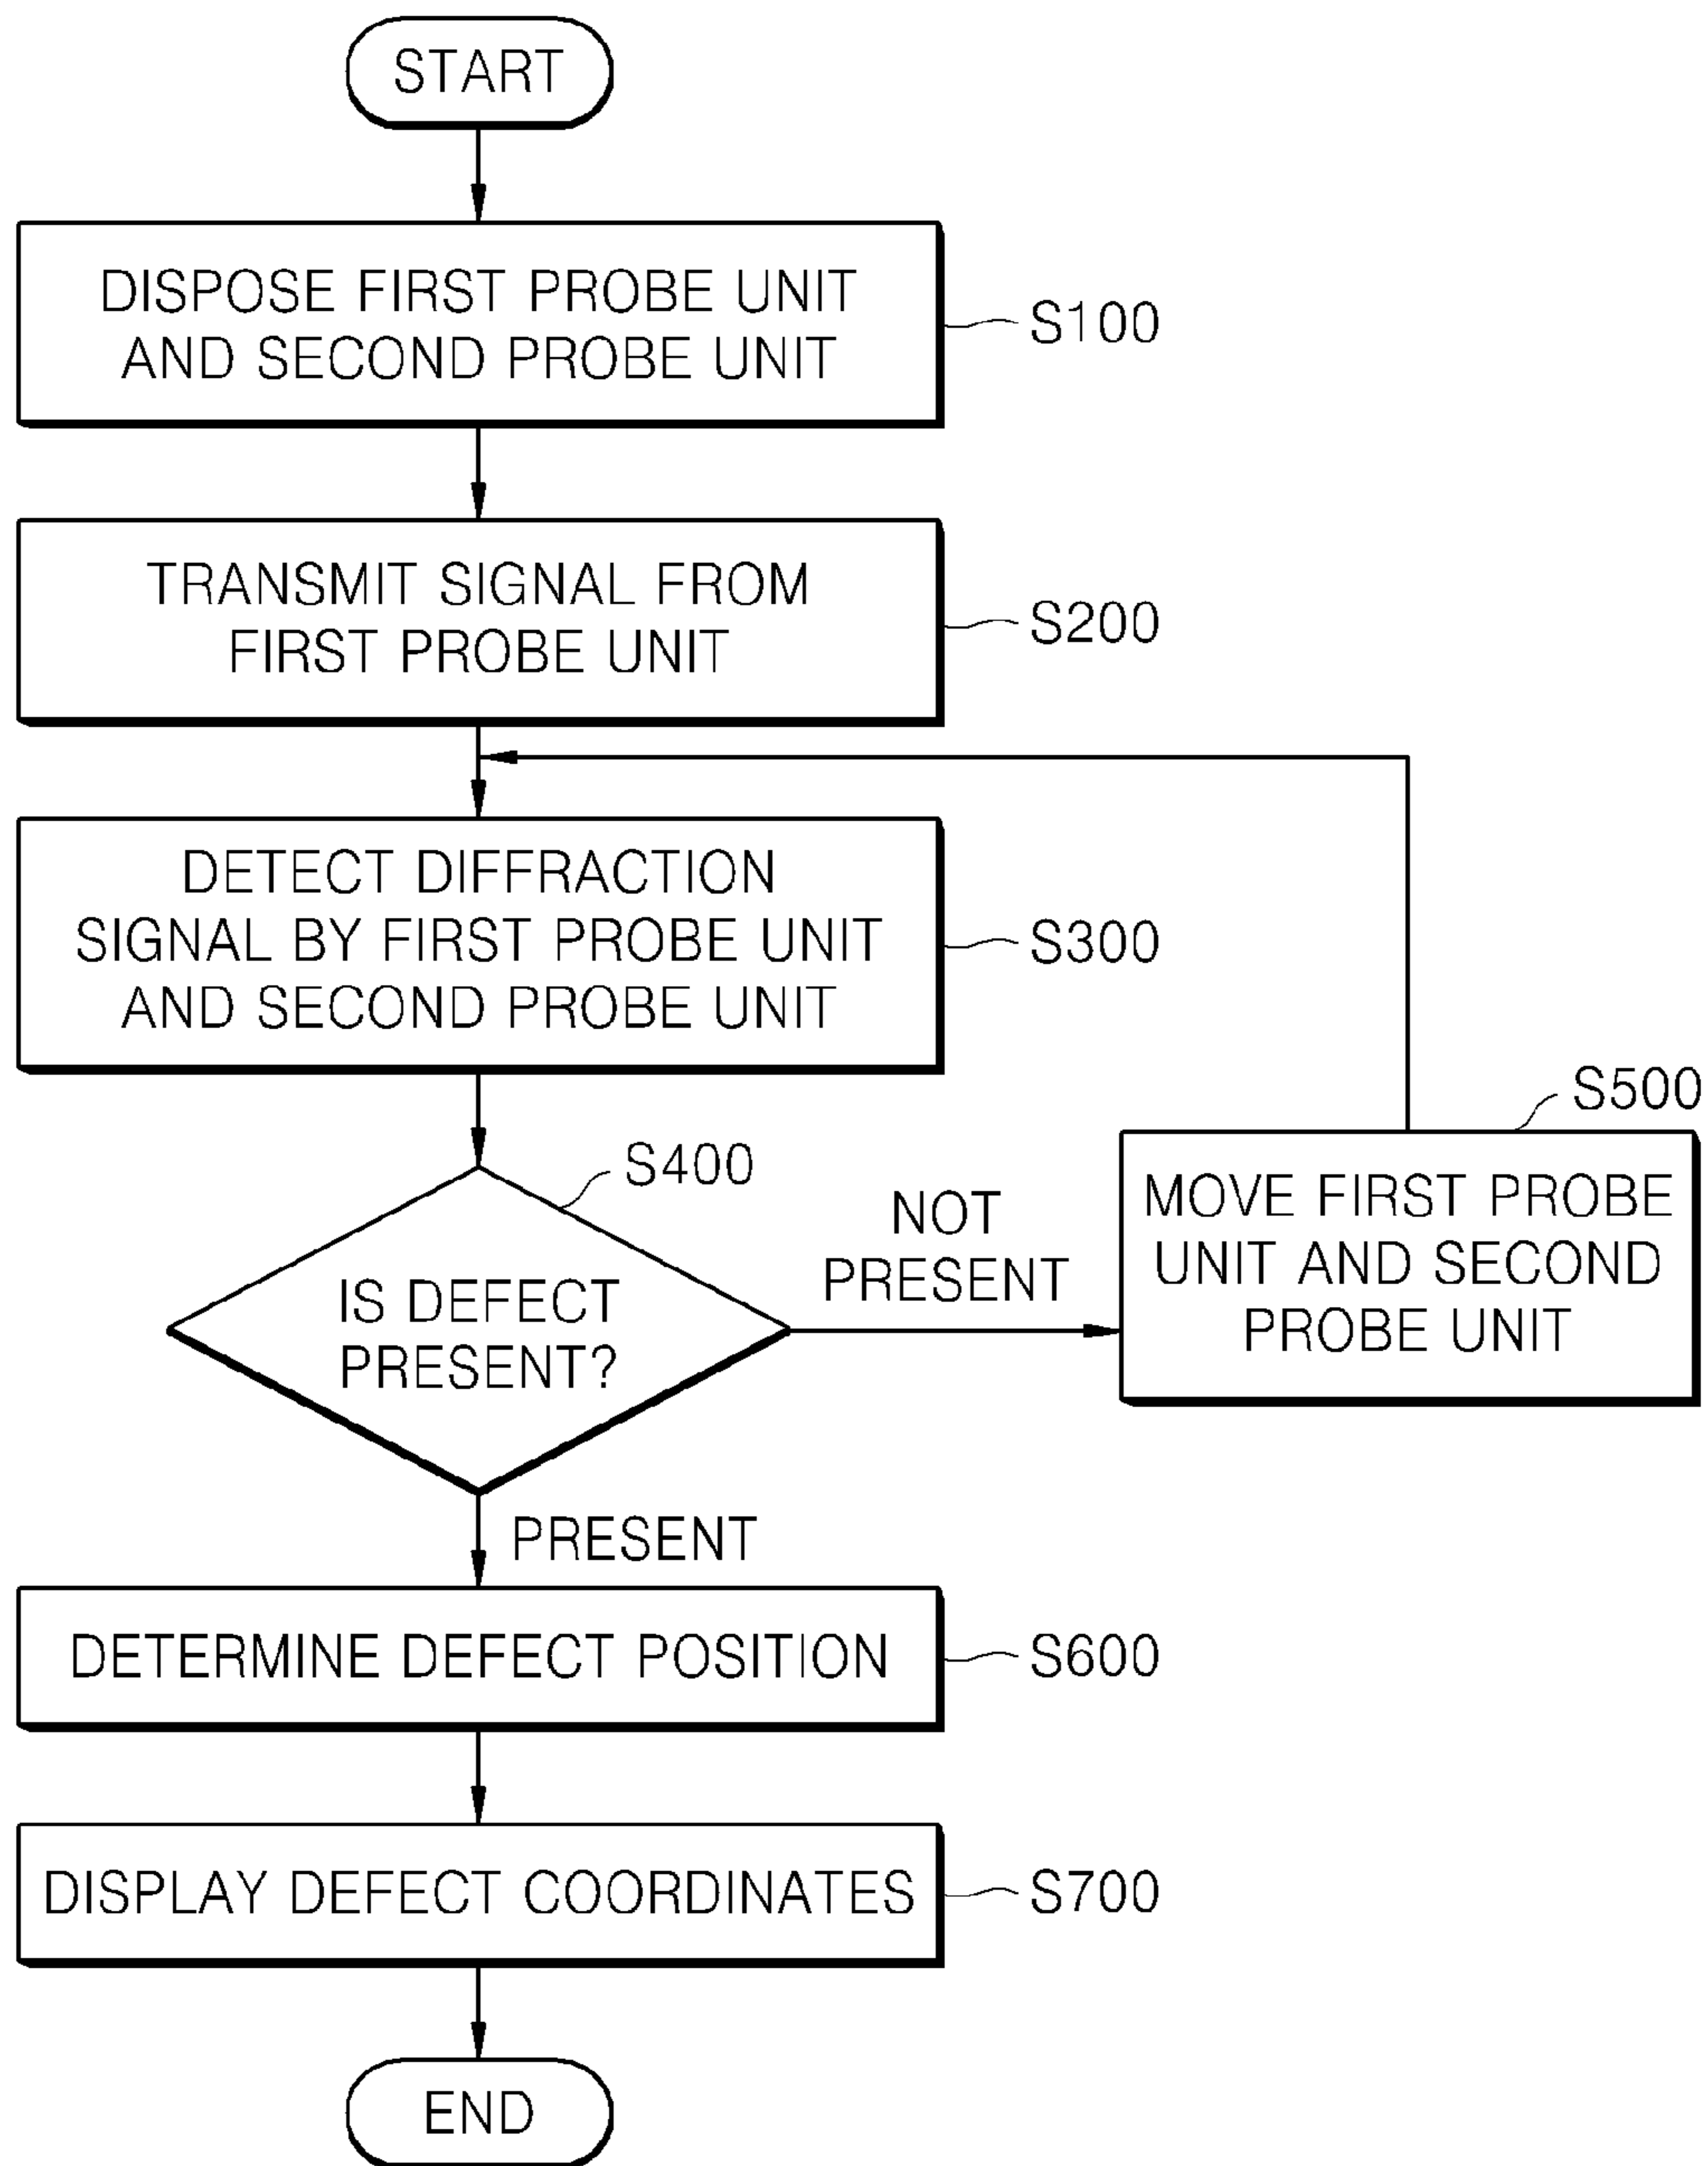 START
DISPOSE FIRST PROBE UNIT
AND SECOND PROBE UNIT
S100
TRANSMIT SIGNAL FROM
FIRST PROBE UNIT
S200
DETECT DIFFRACTION
SIGNAL BY FIRST PROBE UNIT
AND SECOND PROBE UNIT
S300
S400
IS DEFECT
PRESENT?
NOT
PRESENT
S500
MOVE FIRST PROBE
UNIT AND SECOND
PROBE UNIT
PRESENT
DETERMINE DEFECT POSITION
S600
DISPLAY DEFECT COORDINATES
S700
END